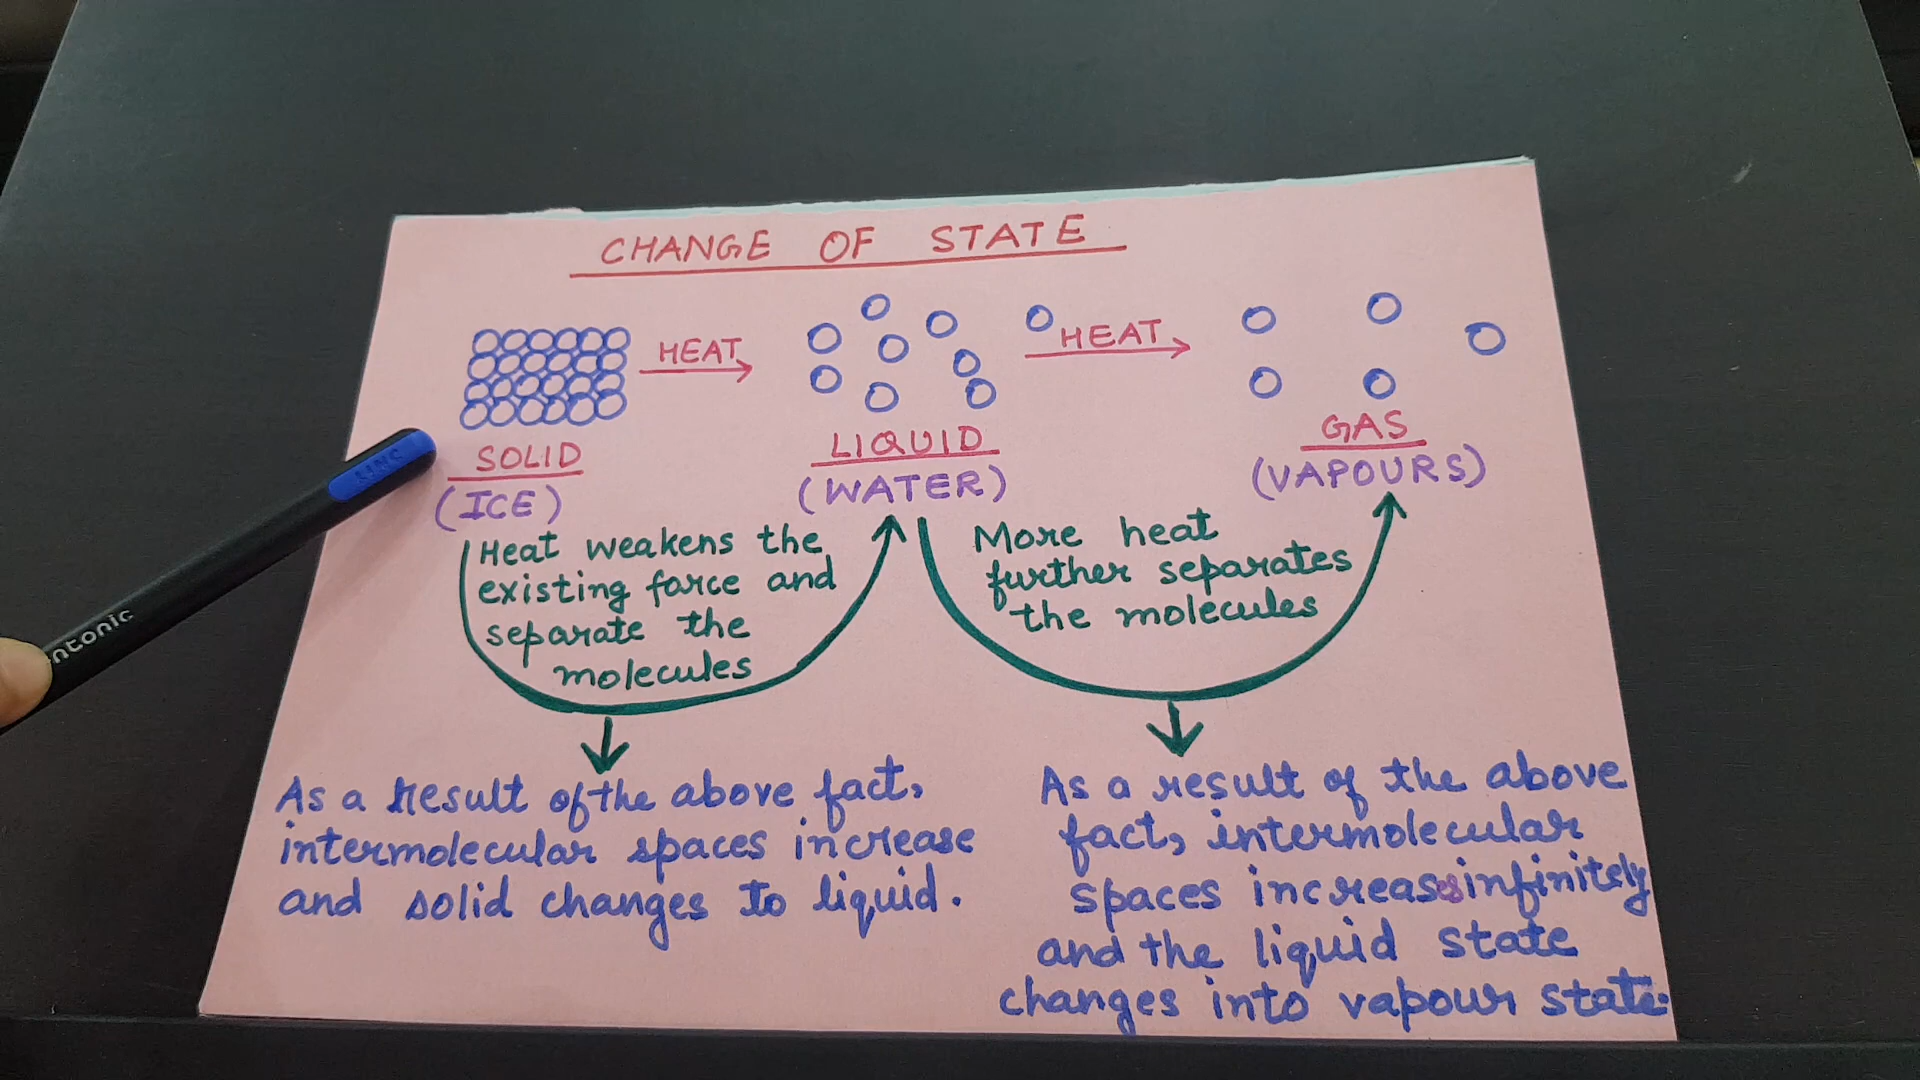 CHANGE OF STATE
HEAT
HEAT
SOLID
(ICE)
LIQUID
(WATER)
GAS
(VAPOURS)
Heat weakens the
existing force and
separate the
molecules
More heat
further separates
the molecules
As a result of the above fact,
intermolecular spaces increase
and solid changes to liquid.
As a result of the above
fact, intermolecular
spaces increases infinitely
and the liquid state
changes into vapour state.
LINC
ntonic